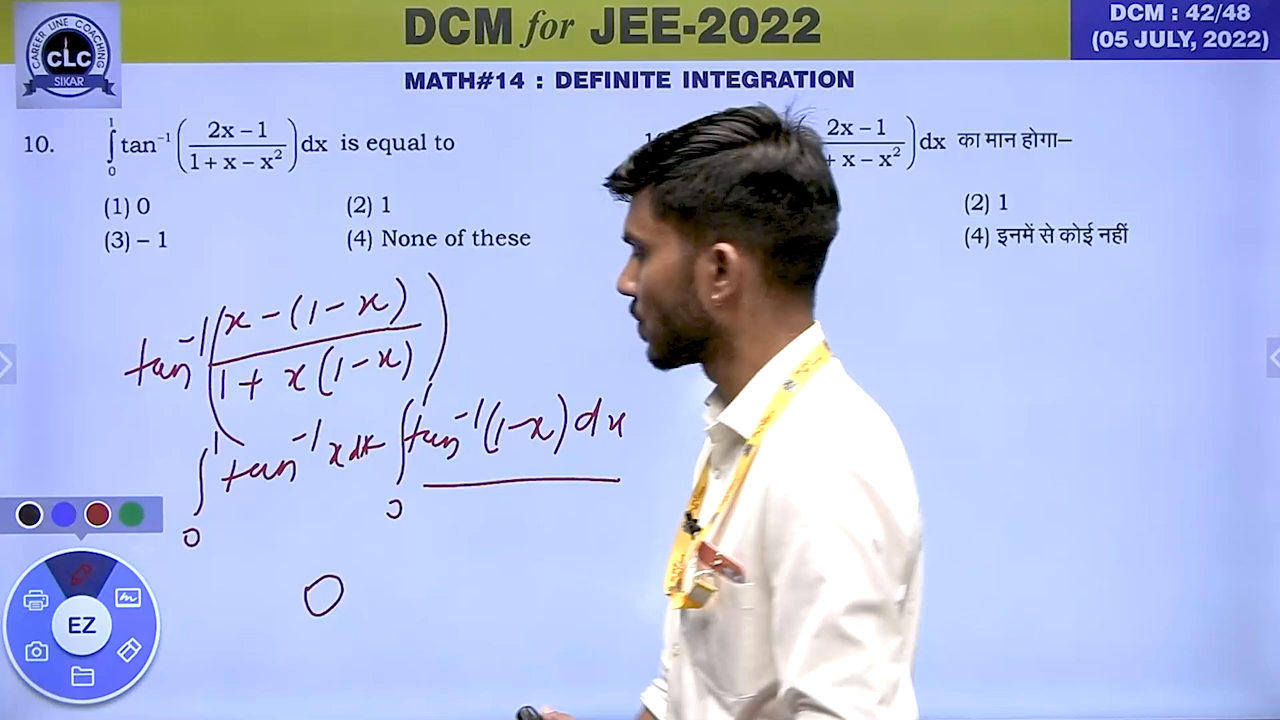 CAREER LINE COACHING
CLC
SIKAR
DCM for JEE-2022
DCM : 42/48
(05 JULY, 2022)
MATH#14 : DEFINITE INTEGRATION
10. ∫₀¹ tan⁻¹((2x – 1)/(1 + x – x²))dx is equal to
(1) 0 (2) 1
(3) – 1 (4) None of these
2x – 1
+ x – x² ) dx का मान होगा–
(2) 1
(4) इनमें से कोई नहीं
tan⁻¹((x – (1 – x))/(1 + x(1 – x)))
∫₀¹ tan⁻¹ x dx – ∫₀¹ tan⁻¹(1 – x) dx
0
EZ